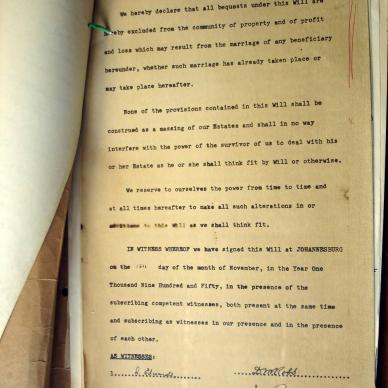 We hereby declare that all bequests under this Will are
hereby excluded from the community of property and of profit
and loss which may result from the marriage of any beneficiary
hereunder, whether such marriage has already taken place or
may take place hereafter.
None of the provisions contained in this Will shall be
construed as a massing of our Estates and shall in no way
interfere with the power of the survivor of us to deal with his
or her Estate as he or she shall think fit by Will or otherwise.
We reserve to ourselves the power from time to time and
at all times hereafter to make all such alterations in or
to this Will as we shall think fit.
IN WITNESS WHEREOF we have signed this Will at JOHANNESBURG
on the day of the month of November, in the Year One
Thousand Nine Hundred and Fifty, in the presence of the
subscribing competent witnesses, both present at the same time
and subscribing as witnesses in our presence and in the presence
of each other.
AS WITNESSES:
1.